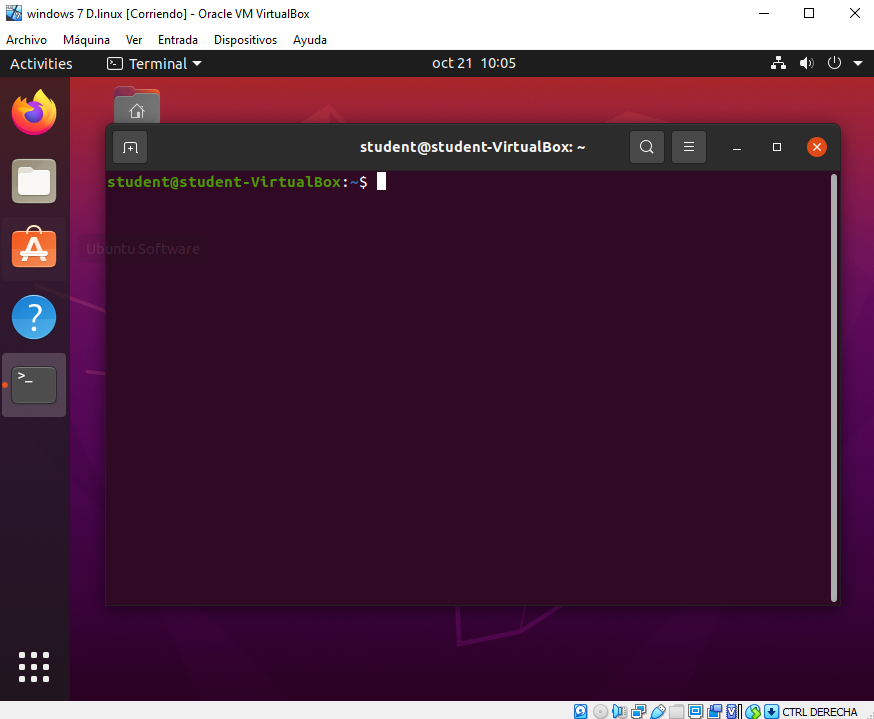 windows 7 D.linux [Corriendo] - Oracle VM VirtualBox
Archivo Máquina Ver Entrada Dispositivos Ayuda
Activities Terminal oct 21 10:05
student@student-VirtualBox: ~
student@student-VirtualBox:~$
Ubuntu Software
?
>_
CTRL DERECHA